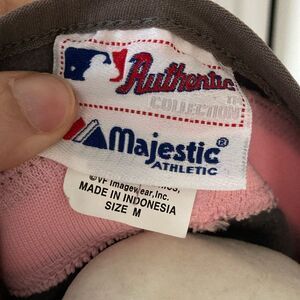 Authentic
COLLECTION
Majestic®
ATHLETIC
©VF Imagewear, Inc.
MADE IN INDONESIA
SIZE M